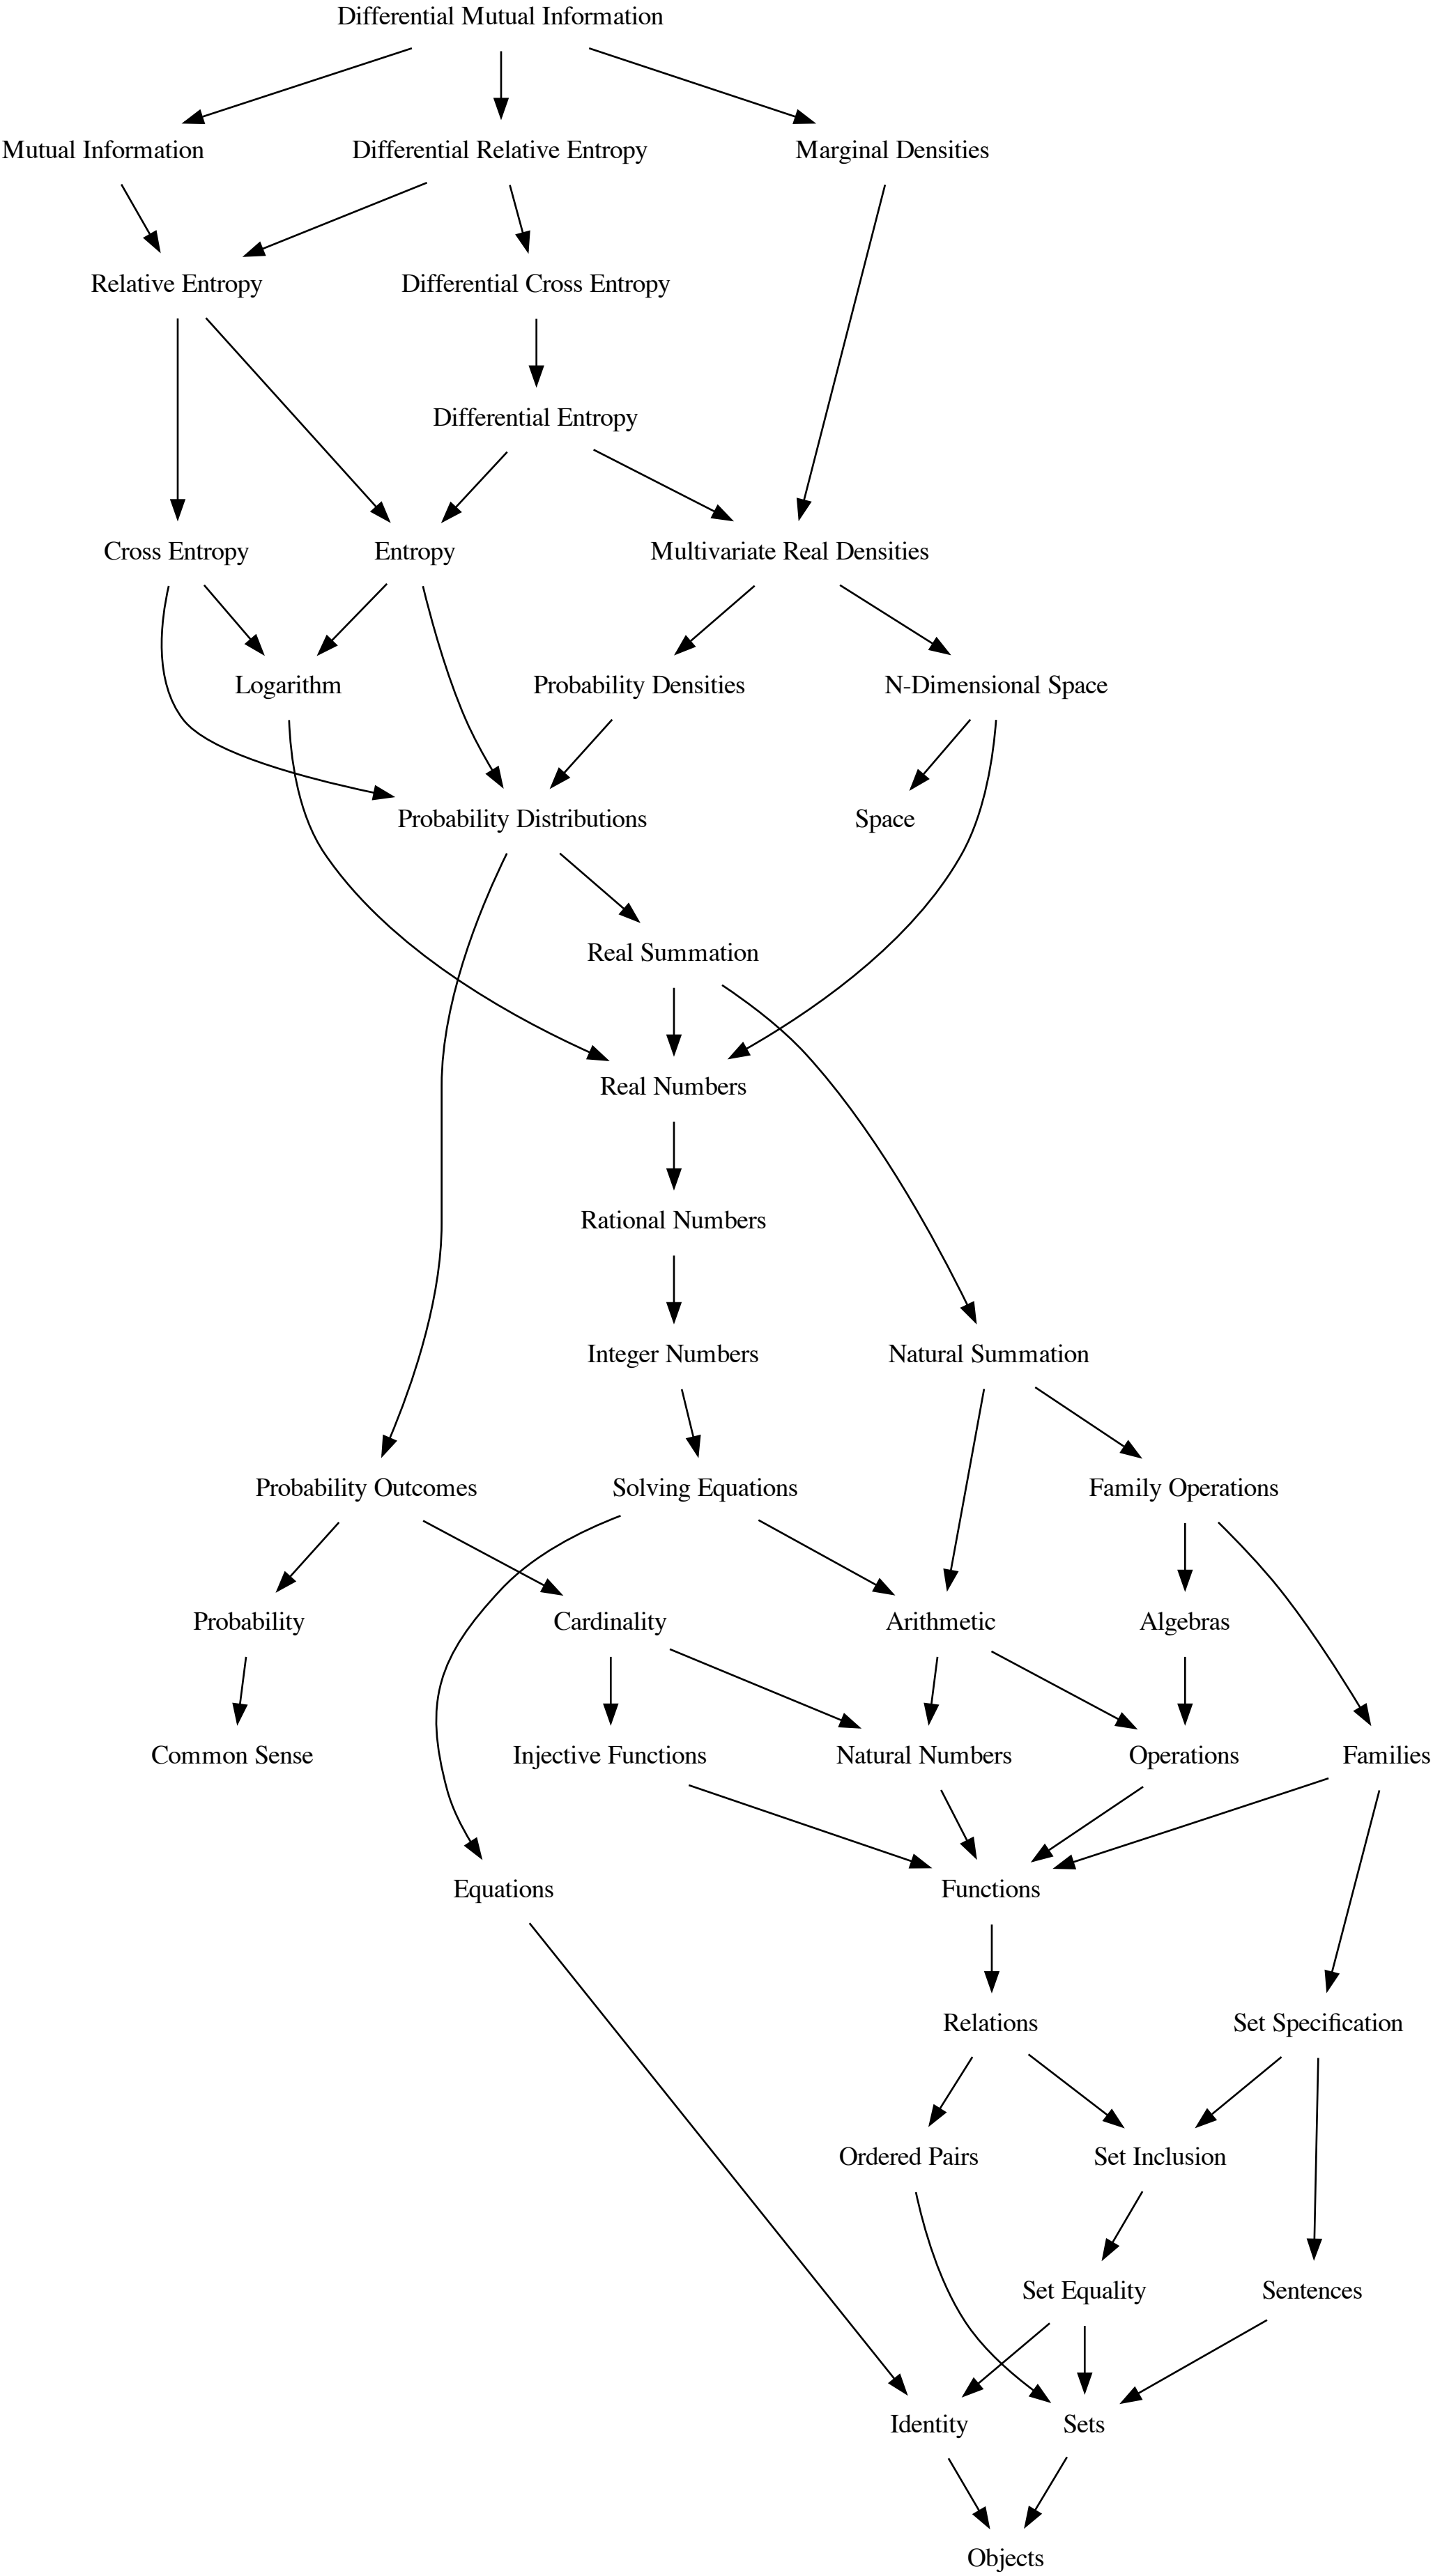 Differential Mutual Information
Mutual Information
Differential Relative Entropy
Marginal Densities
Relative Entropy
Differential Cross Entropy
Differential Entropy
Cross Entropy
Entropy
Multivariate Real Densities
Logarithm
Probability Densities
N-Dimensional Space
Probability Distributions
Space
Real Summation
Real Numbers
Rational Numbers
Integer Numbers
Natural Summation
Probability Outcomes
Solving Equations
Family Operations
Probability
Cardinality
Arithmetic
Algebras
Common Sense
Injective Functions
Natural Numbers
Operations
Families
Equations
Functions
Relations
Set Specification
Ordered Pairs
Set Inclusion
Set Equality
Sentences
Identity
Sets
Objects